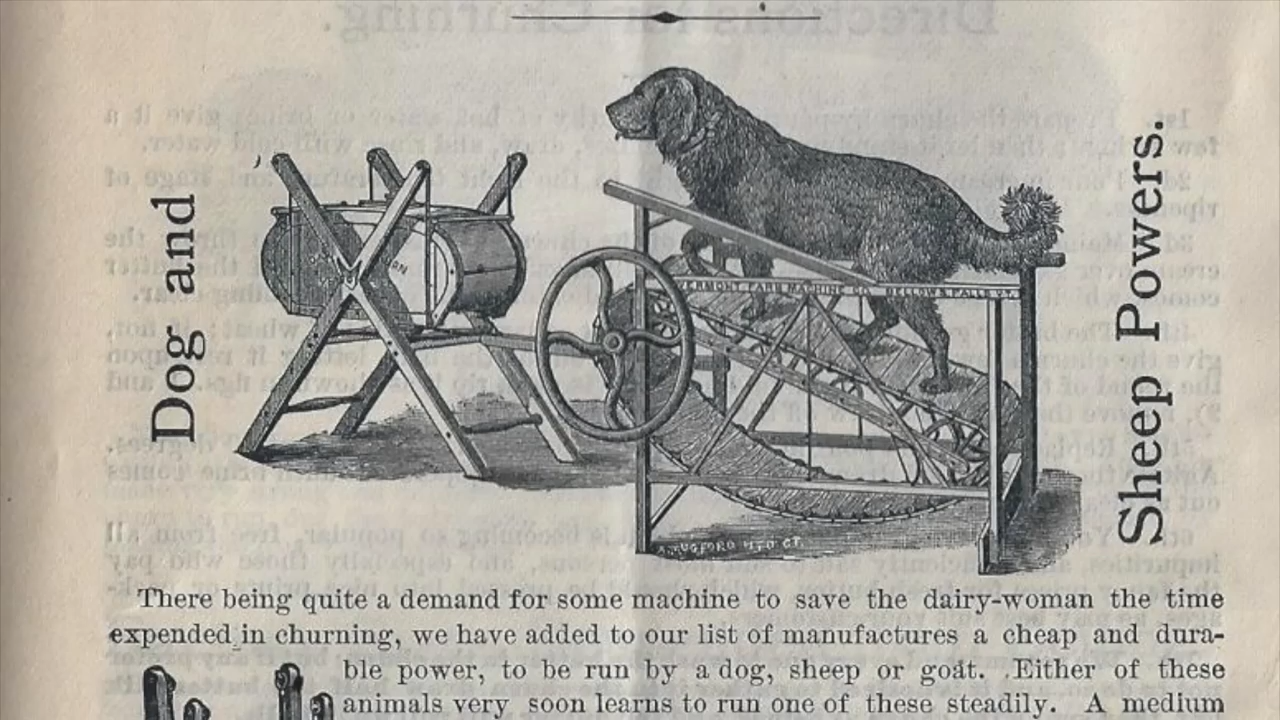 Dog and
Sheep Powers.
VERMONT FARM MACHINE CO. BELLOWS FALLS VT
MUGFORD HTD CT
There being quite a demand for some machine to save the dairy-woman the time
expended in churning, we have added to our list of manufactures a cheap and dura-
ble power, to be run by a dog, sheep or goat. Either of these
animals very soon learns to run one of these steadily. A medium